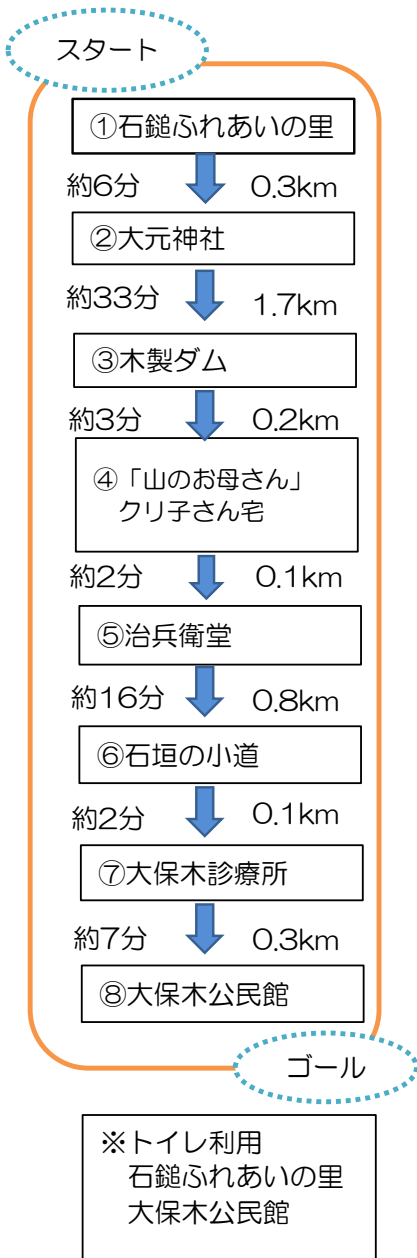 スタート
①石鎚ふれあいの里
約6分 0.3km
②大元神社
約33分 1.7km
③木製ダム
約3分 0.2km
④「山のお母さん」
クリ子さん宅
約2分 0.1km
⑤治兵衛堂
約16分 0.8km
⑥石垣の小道
約2分 0.1km
⑦大保木診療所
約7分 0.3km
⑧大保木公民館
ゴール
※トイレ利用
石鎚ふれあいの里
大保木公民館